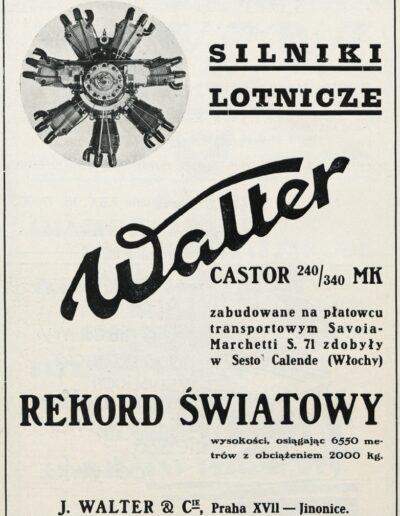 SILNIKI
LOTNICZE
Walter
CASTOR 240/340 MK
zabudowane na płatowcu
transportowym Savoia-
Marchetti S. 71 zdobyły
w Sesto Calende (Włochy)
REKORD ŚWIATOWY
wysokości, osiągając 6550 me-
trów z obciążeniem 2000 kg.
J. WALTER & CIE, Praha XVII — Jinonice.